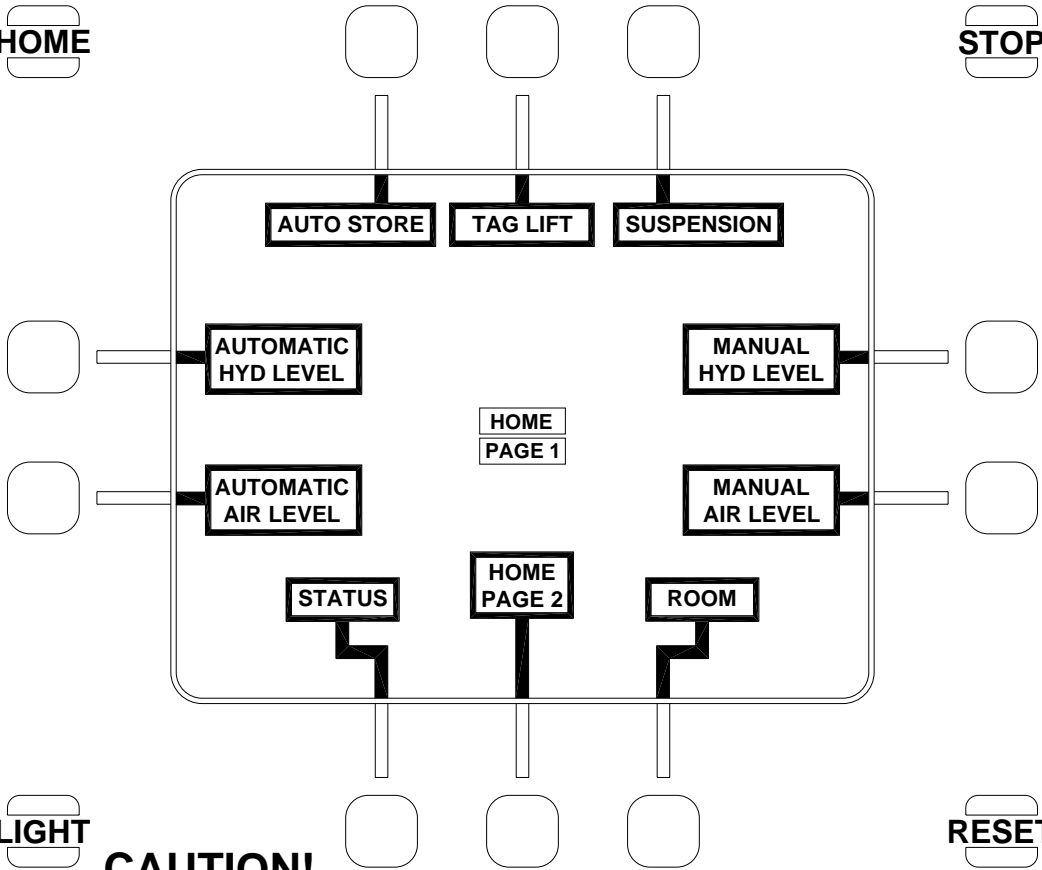 HOME
STOP
AUTO STORE
TAG LIFT
SUSPENSION
AUTOMATIC
HYD LEVEL
MANUAL
HYD LEVEL
HOME
PAGE 1
AUTOMATIC
AIR LEVEL
MANUAL
AIR LEVEL
STATUS
HOME
PAGE 2
ROOM
LIGHT
RESET
CAUTION!